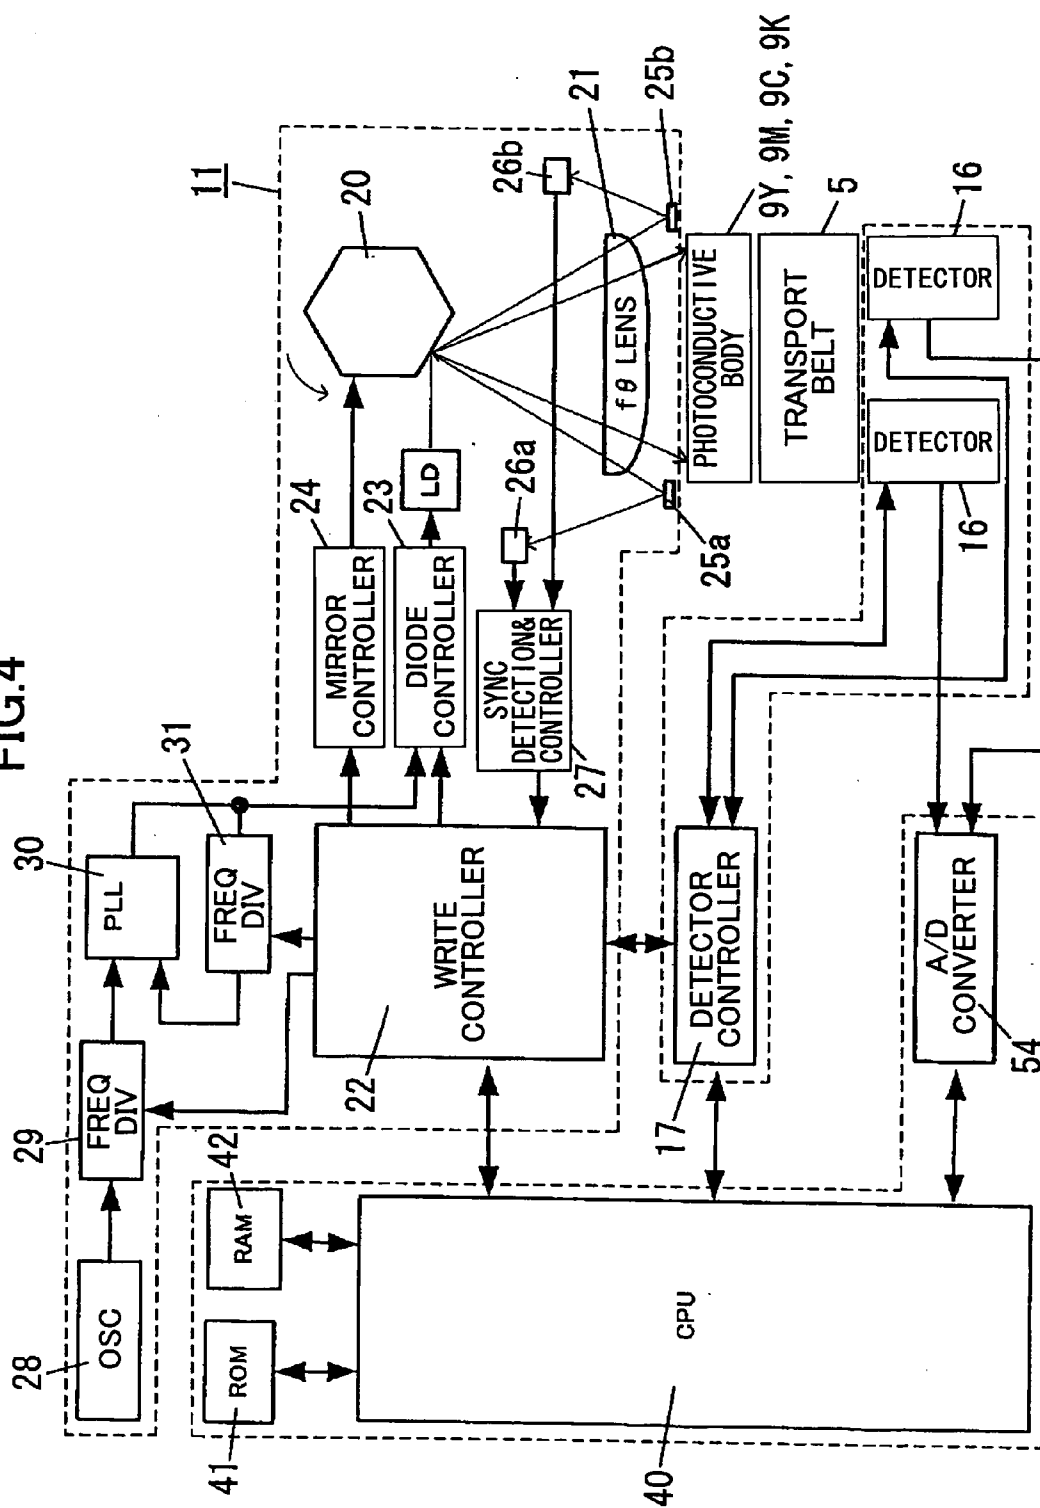 FIG.4
28
OSC
29
FREQ
DIV
30
PLL
31
FREQ
DIV
11
24
MIRROR
CONTROLLER
23
DIODE
CONTROLLER
LD
20
26b
26a
21
fθ LENS
25b
25a
SYNC
DETECTION&
CONTROLLER
27
22
WRITE
CONTROLLER
PHOTOCONDUCTIVE
BODY
9Y, 9M, 9C, 9K
TRANSPORT
BELT
5
DETECTOR
16
DETECTOR
16
17
DETECTOR
CONTROLLER
A/D
CONVERTER
54
41
ROM
42
RAM
CPU
40